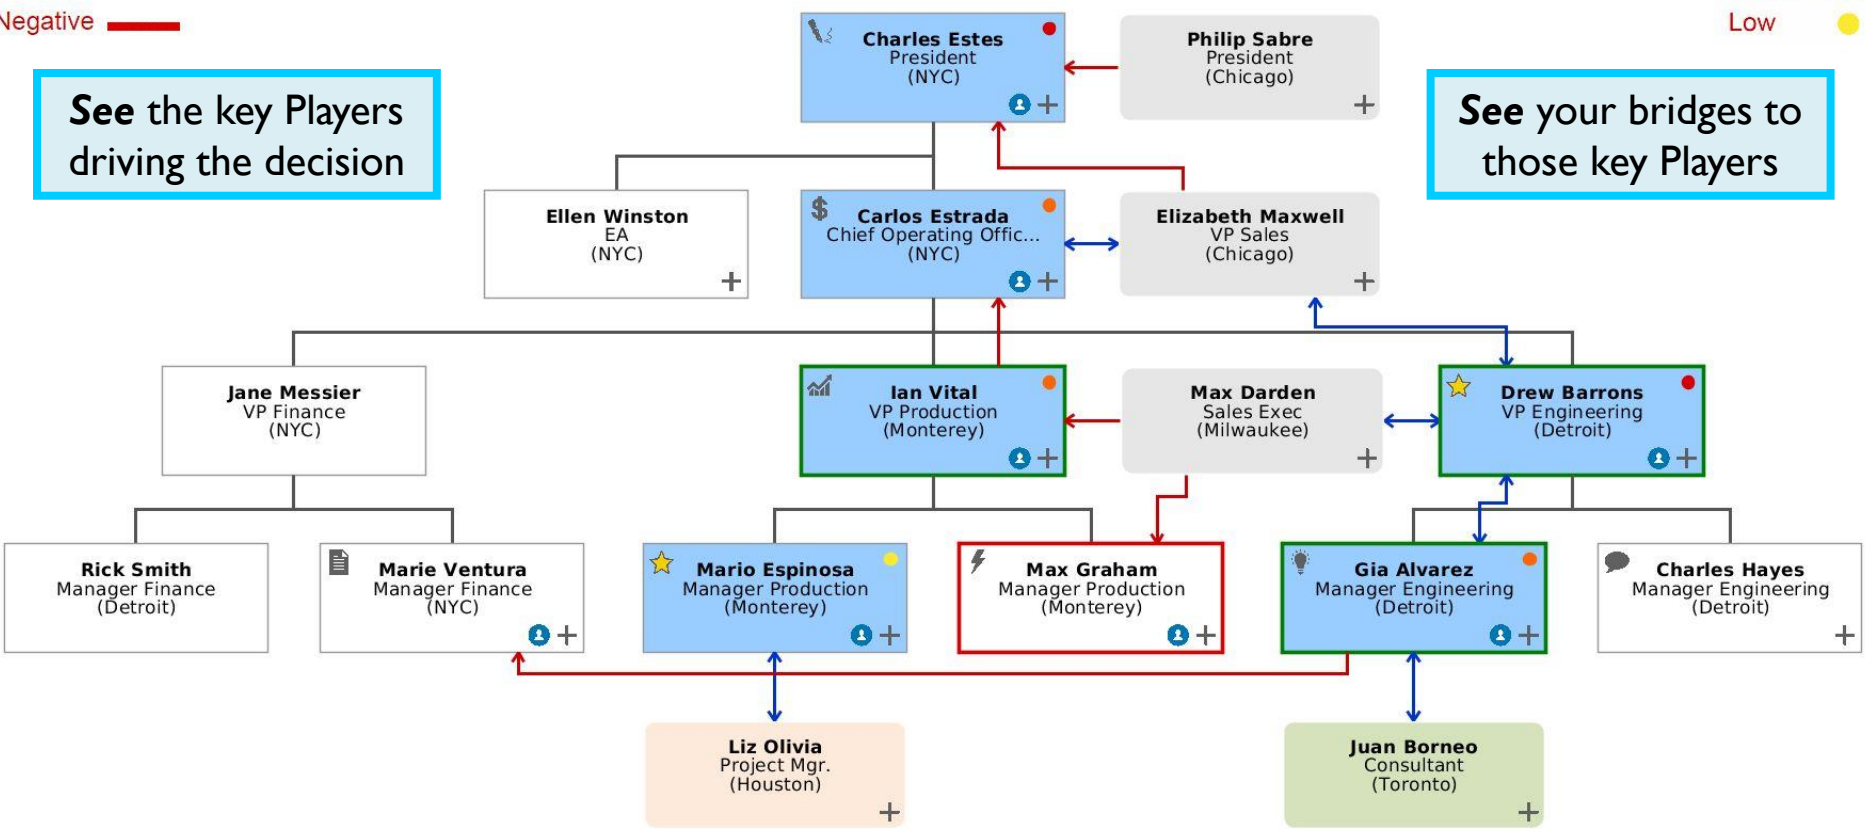 Negative
Low
See the key Players
driving the decision
See your bridges to
those key Players
Charles Estes
President
(NYC)
Philip Sabre
President
(Chicago)
Ellen Winston
EA
(NYC)
$
Carlos Estrada
Chief Operating Offic...
(NYC)
Elizabeth Maxwell
VP Sales
(Chicago)
Jane Messier
VP Finance
(NYC)
Ian Vital
VP Production
(Monterey)
Max Darden
Sales Exec
(Milwaukee)
Drew Barrons
VP Engineering
(Detroit)
Rick Smith
Manager Finance
(Detroit)
Marie Ventura
Manager Finance
(NYC)
Mario Espinosa
Manager Production
(Monterey)
Max Graham
Manager Production
(Monterey)
Gia Alvarez
Manager Engineering
(Detroit)
Charles Hayes
Manager Engineering
(Detroit)
Liz Olivia
Project Mgr.
(Houston)
Juan Borneo
Consultant
(Toronto)